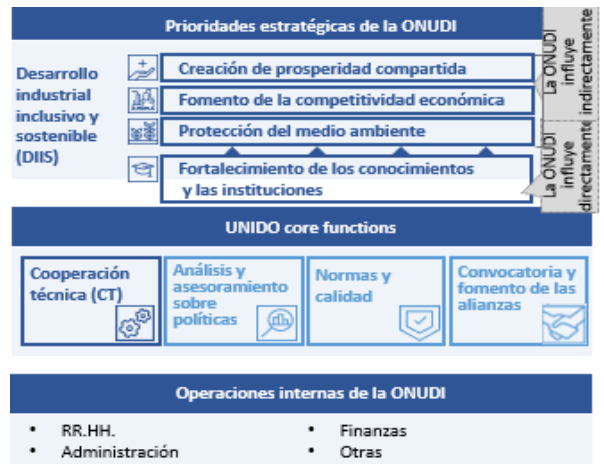 Prioridades estratégicas de la ONUDI
Desarrollo
industrial
inclusivo y
sostenible
(DIIS)
Creación de prosperidad compartida
Fomento de la competitividad económica
Protección del medio ambiente
Fortalecimiento de los conocimientos
y las instituciones
La ONUDI
influye
indirectamente
La ONUDI
influye
directamente
UNIDO core functions
Cooperación
técnica (CT)
Análisis y
asesoramiento
sobre
políticas
Normas y
calidad
Convocatoria y
fomento de las
alianzas
Operaciones internas de la ONUDI
• RR.HH.
• Administración
• Finanzas
• Otras